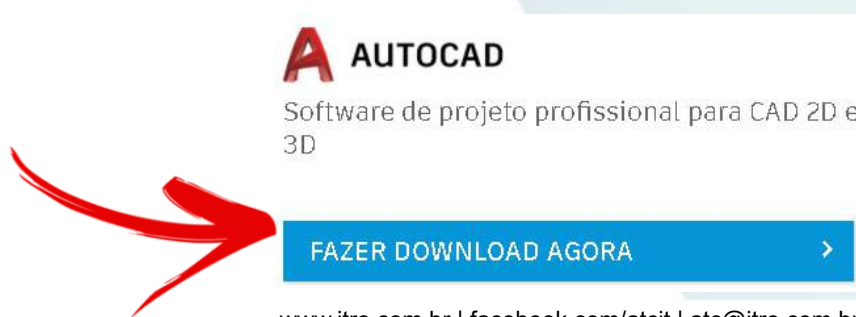 AUTOCAD
Software de projeto profissional para CAD 2D e
3D
FAZER DOWNLOAD AGORA